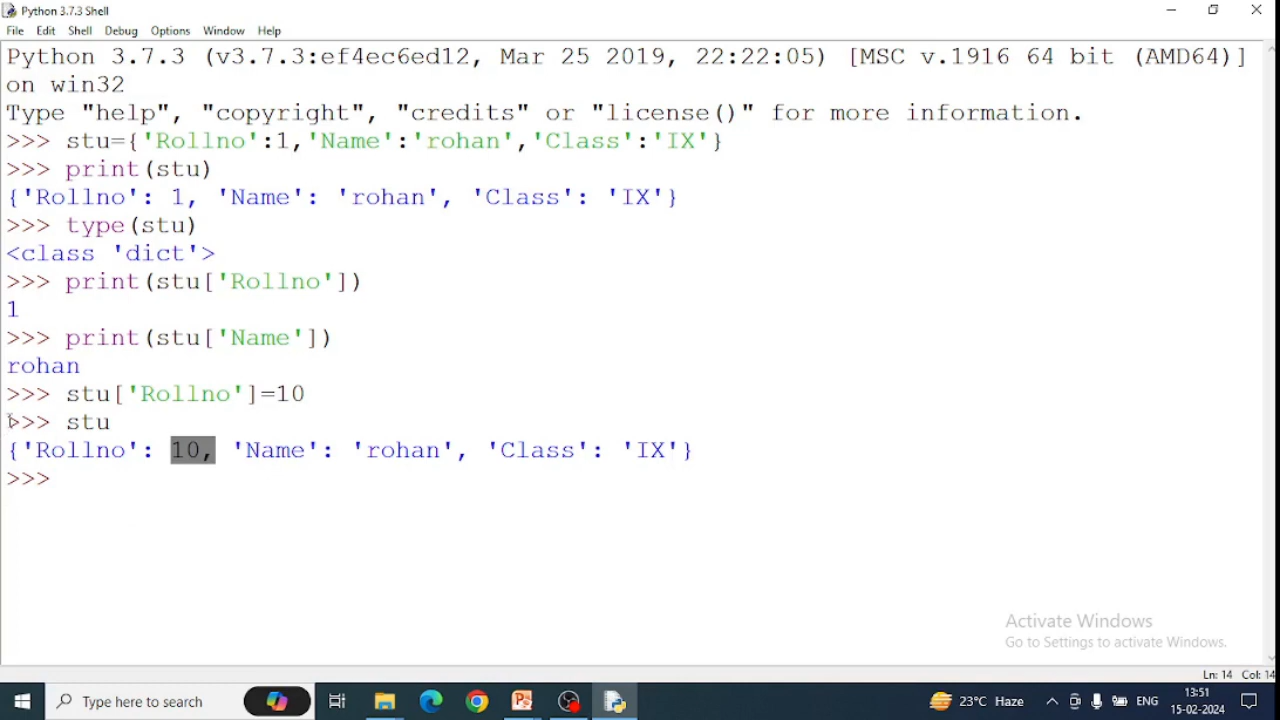 Python 3.7.3 Shell
File Edit Shell Debug Options Window Help
Python 3.7.3 (v3.7.3:ef4ec6ed12, Mar 25 2019, 22:22:05) [MSC v.1916 64 bit (AMD64)]
on win32
Type "help", "copyright", "credits" or "license()" for more information.
>>> stu={'Rollno':1,'Name':'rohan','Class':'IX'}
>>> print(stu)
{'Rollno': 1, 'Name': 'rohan', 'Class': 'IX'}
>>> type(stu)
<class 'dict'>
>>> print(stu['Rollno'])
1
>>> print(stu['Name'])
rohan
>>> stu['Rollno']=10
>>> stu
{'Rollno': 10, 'Name': 'rohan', 'Class': 'IX'}
>>>
Activate Windows
Go to Settings to activate Windows.
Ln: 14 Col: 14
Type here to search
23°C Haze
ENG
13:51
15-02-2024